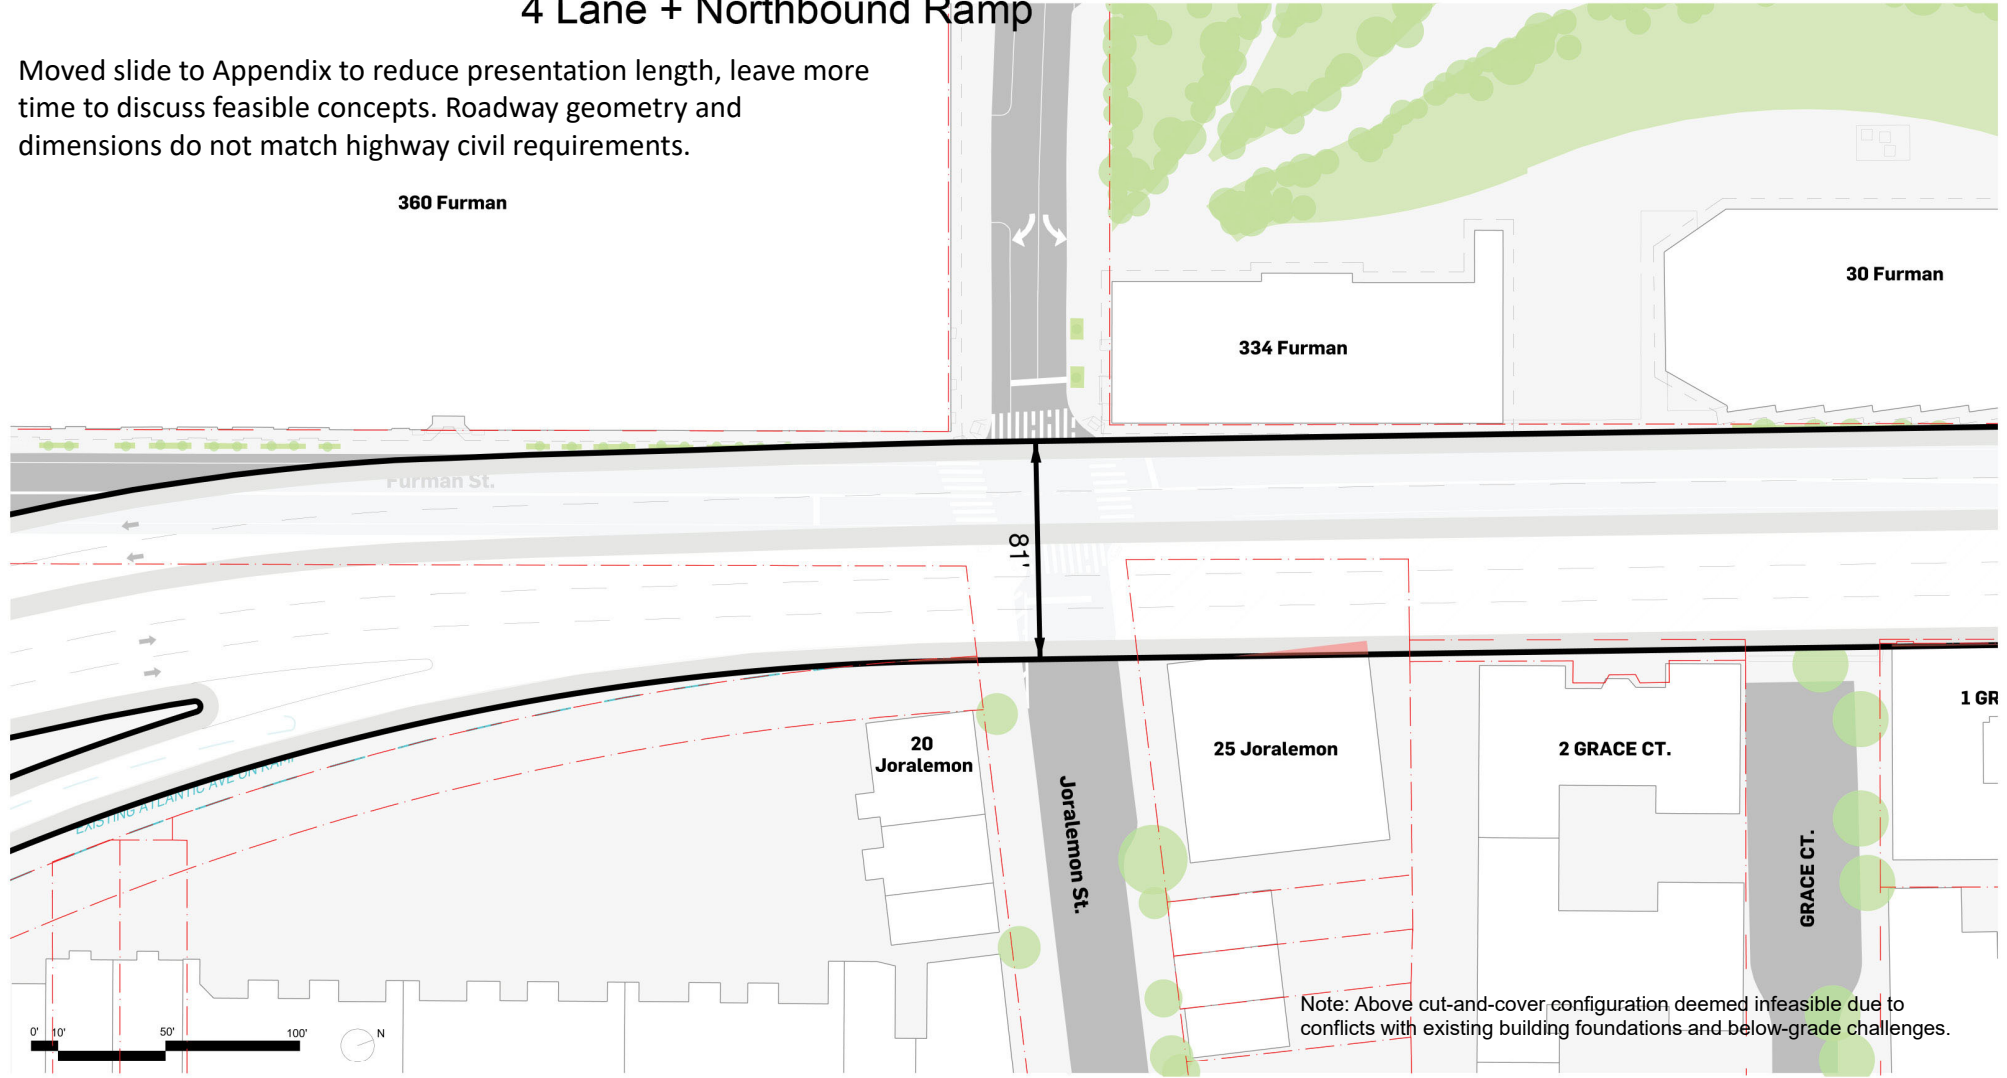 4 Lane + Northbound Ramp
Moved slide to Appendix to reduce presentation length, leave more
time to discuss feasible concepts. Roadway geometry and
dimensions do not match highway civil requirements.
360 Furman
30 Furman
334 Furman
Furman St.
81'
1 GR
20
Joralemon
25 Joralemon
2 GRACE CT.
EXISTING ATLANTIC AVE ON RAMP
Joralemon St.
GRACE CT.
Note: Above cut-and-cover configuration deemed infeasible due to
conflicts with existing building foundations and below-grade challenges.
0' 10' 50' 100'
N